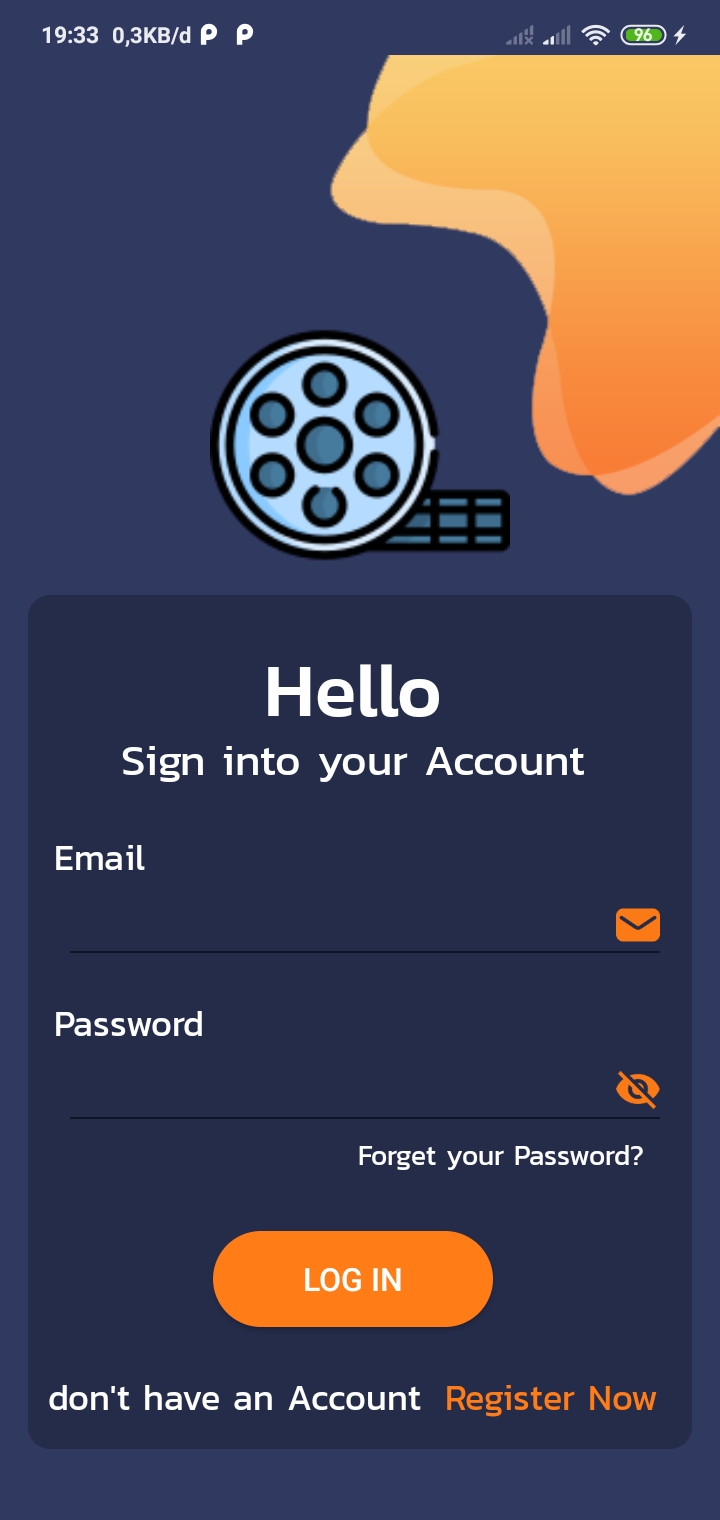 19:33 0,3KB/d
96
Hello
Sign into your Account
Email
Password
Forget your Password?
LOG IN
don't have an Account Register Now